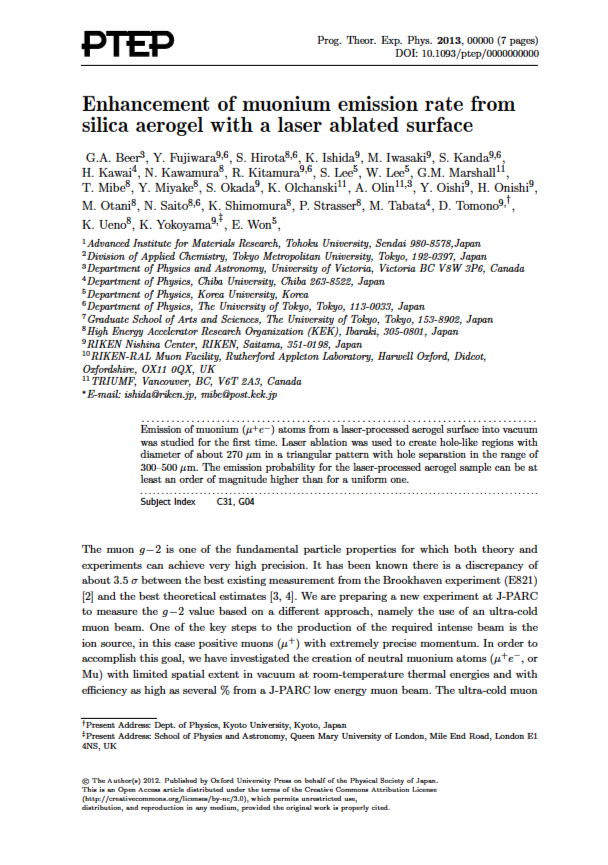 PTEP
Prog. Theor. Exp. Phys. 2013, 00000 (7 pages)
DOI: 10.1093/ptep/0000000000
Enhancement of muonium emission rate from
silica aerogel with a laser ablated surface
G.A. Beer³, Y. Fujiwara⁹,⁶, S. Hirota⁸,⁶, K. Ishida⁹, M. Iwasaki⁹, S. Kanda⁹,⁶,
H. Kawai⁴, N. Kawamura⁸, R. Kitamura⁹,⁶, S. Lee⁵, W. Lee⁵, G.M. Marshall¹¹,
T. Mibe⁸, Y. Miyake⁸, S. Okada⁹, K. Olchanski¹¹, A. Olin¹¹,³, Y. Oishi⁹, H. Onishi⁹,
M. Otani⁸, N. Saito⁸,⁶, K. Shimomura⁸, P. Strasser⁸, M. Tabata⁴, D. Tomono⁹,†,
K. Ueno⁸, K. Yokoyama⁹,‡, E. Won⁵,
¹Advanced Institute for Materials Research, Tohoku University, Sendai 980-8578,Japan
²Division of Applied Chemistry, Tokyo Metropolitan University, Tokyo, 192-0397, Japan
³Department of Physics and Astronomy, University of Victoria, Victoria BC V8W 3P6, Canada
⁴Department of Physics, Chiba University, Chiba 263-8522, Japan
⁵Department of Physics, Korea University, Korea
⁶Department of Physics, The University of Tokyo, Tokyo, 113-0033, Japan
⁷Graduate School of Arts and Sciences, The University of Tokyo, Tokyo, 153-8902, Japan
⁸High Energy Accelerator Research Organization (KEK), Ibaraki, 305-0801, Japan
⁹RIKEN Nishina Center, RIKEN, Saitama, 351-0198, Japan
¹⁰RIKEN-RAL Muon Facility, Rutherford Appleton Laboratory, Harwell Oxford, Didcot,
Oxfordshire, OX11 0QX, UK
¹¹TRIUMF, Vancouver, BC, V6T 2A3, Canada
*E-mail: ishida@riken.jp, mibe@post.kek.jp
Emission of muonium (μ⁺e⁻) atoms from a laser-processed aerogel surface into vacuum
was studied for the first time. Laser ablation was used to create hole-like regions with
diameter of about 270 μm in a triangular pattern with hole separation in the range of
300–500 μm. The emission probability for the laser-processed aerogel sample can be at
least an order of magnitude higher than for a uniform one.
Subject Index C31, G04
The muon g−2 is one of the fundamental particle properties for which both theory and
experiments can achieve very high precision. It has been known there is a discrepancy of
about 3.5 σ between the best existing measurement from the Brookhaven experiment (E821)
[2] and the best theoretical estimates [3, 4]. We are preparing a new experiment at J-PARC
to measure the g−2 value based on a different approach, namely the use of an ultra-cold
muon beam. One of the key steps to the production of the required intense beam is the
ion source, in this case positive muons (μ⁺) with extremely precise momentum. In order to
accomplish this goal, we have investigated the creation of neutral muonium atoms (μ⁺e⁻, or
Mu) with limited spatial extent in vacuum at room-temperature thermal energies and with
efficiency as high as several % from a J-PARC low energy muon beam. The ultra-cold muon
†Present Address: Dept. of Physics, Kyoto University, Kyoto, Japan
‡Present Address: School of Physics and Astronomy, Queen Mary University of London, Mile End Road, London E1
4NS, UK
© The Author(s) 2012. Published by Oxford University Press on behalf of the Physical Society of Japan.
This is an Open Access article distributed under the terms of the Creative Commons Attribution License
(http://creativecommons.org/licenses/by-nc/3.0), which permits unrestricted use,
distribution, and reproduction in any medium, provided the original work is properly cited.